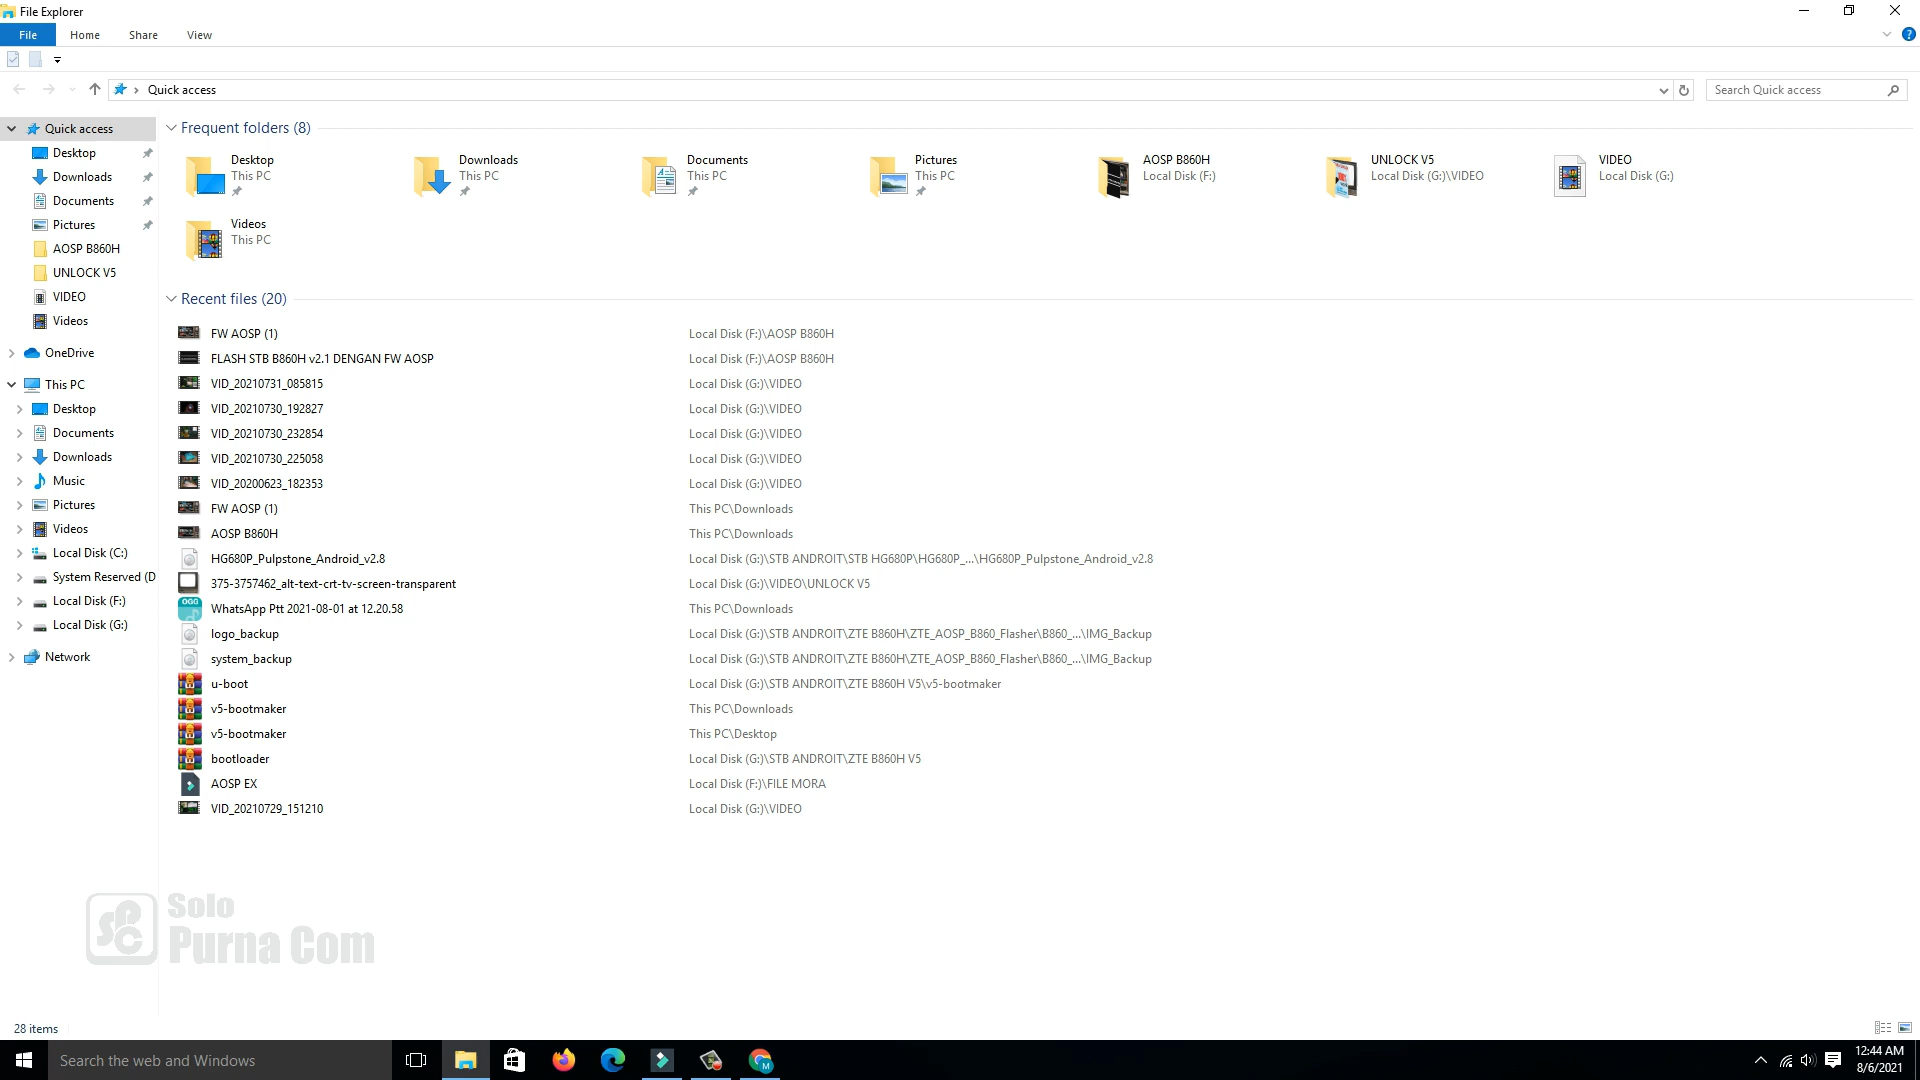 File Explorer
File Home Share View
Quick access
Search Quick access
Quick access
Desktop
Downloads
Documents
Pictures
AOSP B860H
UNLOCK V5
VIDEO
Videos
OneDrive
This PC
Desktop
Documents
Downloads
Music
Pictures
Videos
Local Disk (C:)
System Reserved (D
Local Disk (F:)
Local Disk (G:)
Network
Frequent folders (8)
Desktop
This PC
Downloads
This PC
Documents
This PC
Pictures
This PC
AOSP B860H
Local Disk (F:)
UNLOCK V5
Local Disk (G:)\VIDEO
VIDEO
Local Disk (G:)
Videos
This PC
Recent files (20)
FW AOSP (1) Local Disk (F:)\AOSP B860H
FLASH STB B860H v2.1 DENGAN FW AOSP Local Disk (F:)\AOSP B860H
VID_20210731_085815 Local Disk (G:)\VIDEO
VID_20210730_192827 Local Disk (G:)\VIDEO
VID_20210730_232854 Local Disk (G:)\VIDEO
VID_20210730_225058 Local Disk (G:)\VIDEO
VID_20200623_182353 Local Disk (G:)\VIDEO
FW AOSP (1) This PC\Downloads
AOSP B860H This PC\Downloads
HG680P_Pulpstone_Android_v2.8 Local Disk (G:)\STB ANDROIT\STB HG680P\HG680P_...\HG680P_Pulpstone_Android_v2.8
375-3757462_alt-text-crt-tv-screen-transparent Local Disk (G:)\VIDEO\UNLOCK V5
OGG
WhatsApp Ptt 2021-08-01 at 12.20.58 This PC\Downloads
logo_backup Local Disk (G:)\STB ANDROIT\ZTE B860H\ZTE_AOSP_B860_Flasher\B860_...\IMG_Backup
system_backup Local Disk (G:)\STB ANDROIT\ZTE B860H\ZTE_AOSP_B860_Flasher\B860_...\IMG_Backup
u-boot Local Disk (G:)\STB ANDROIT\ZTE B860H V5\v5-bootmaker
v5-bootmaker This PC\Downloads
v5-bootmaker This PC\Desktop
bootloader Local Disk (G:)\STB ANDROIT\ZTE B860H V5
AOSP EX Local Disk (F:)\FILE MORA
VID_20210729_151210 Local Disk (G:)\VIDEO
SPC
Solo
Purna Com
28 items
Search the web and Windows
M
12:44 AM
8/6/2021